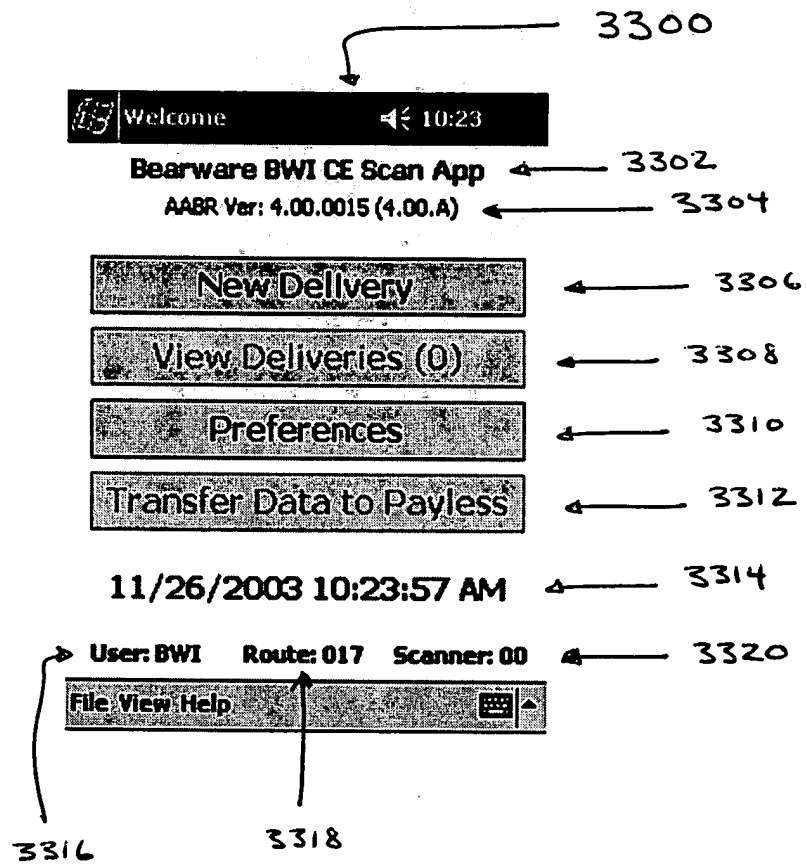 3300
Welcome 10:23
Bearware BWI CE Scan App 3302
AABR Ver: 4.00.0015 (4.00.A) 3304
New Delivery 3306
View Deliveries (0) 3308
Preferences 3310
Transfer Data to Payless 3312
11/26/2003 10:23:57 AM 3314
User: BWI Route: 017 Scanner: 00 3320
File View Help
3316 3318